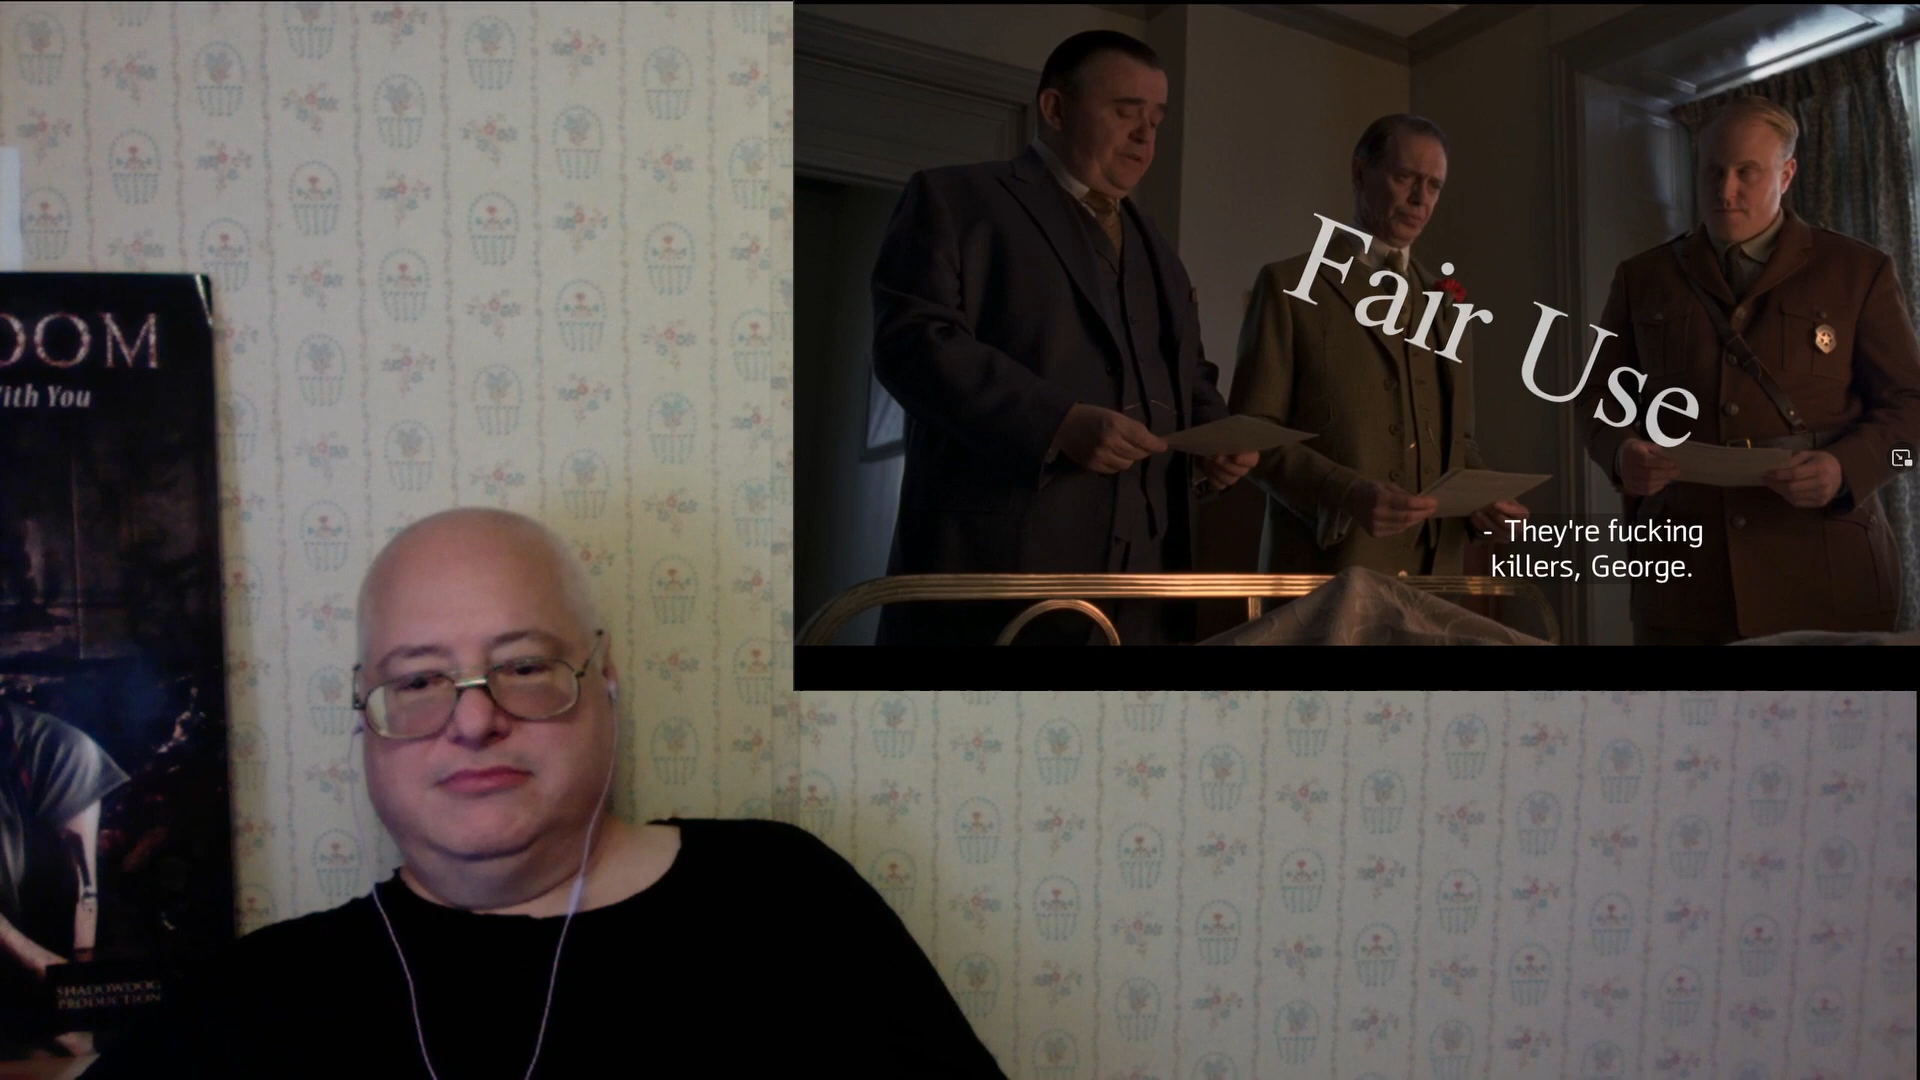 OOM
ith You
SHADOWDOG
PRODUCTION
Fair Use
- They're fucking
killers, George.